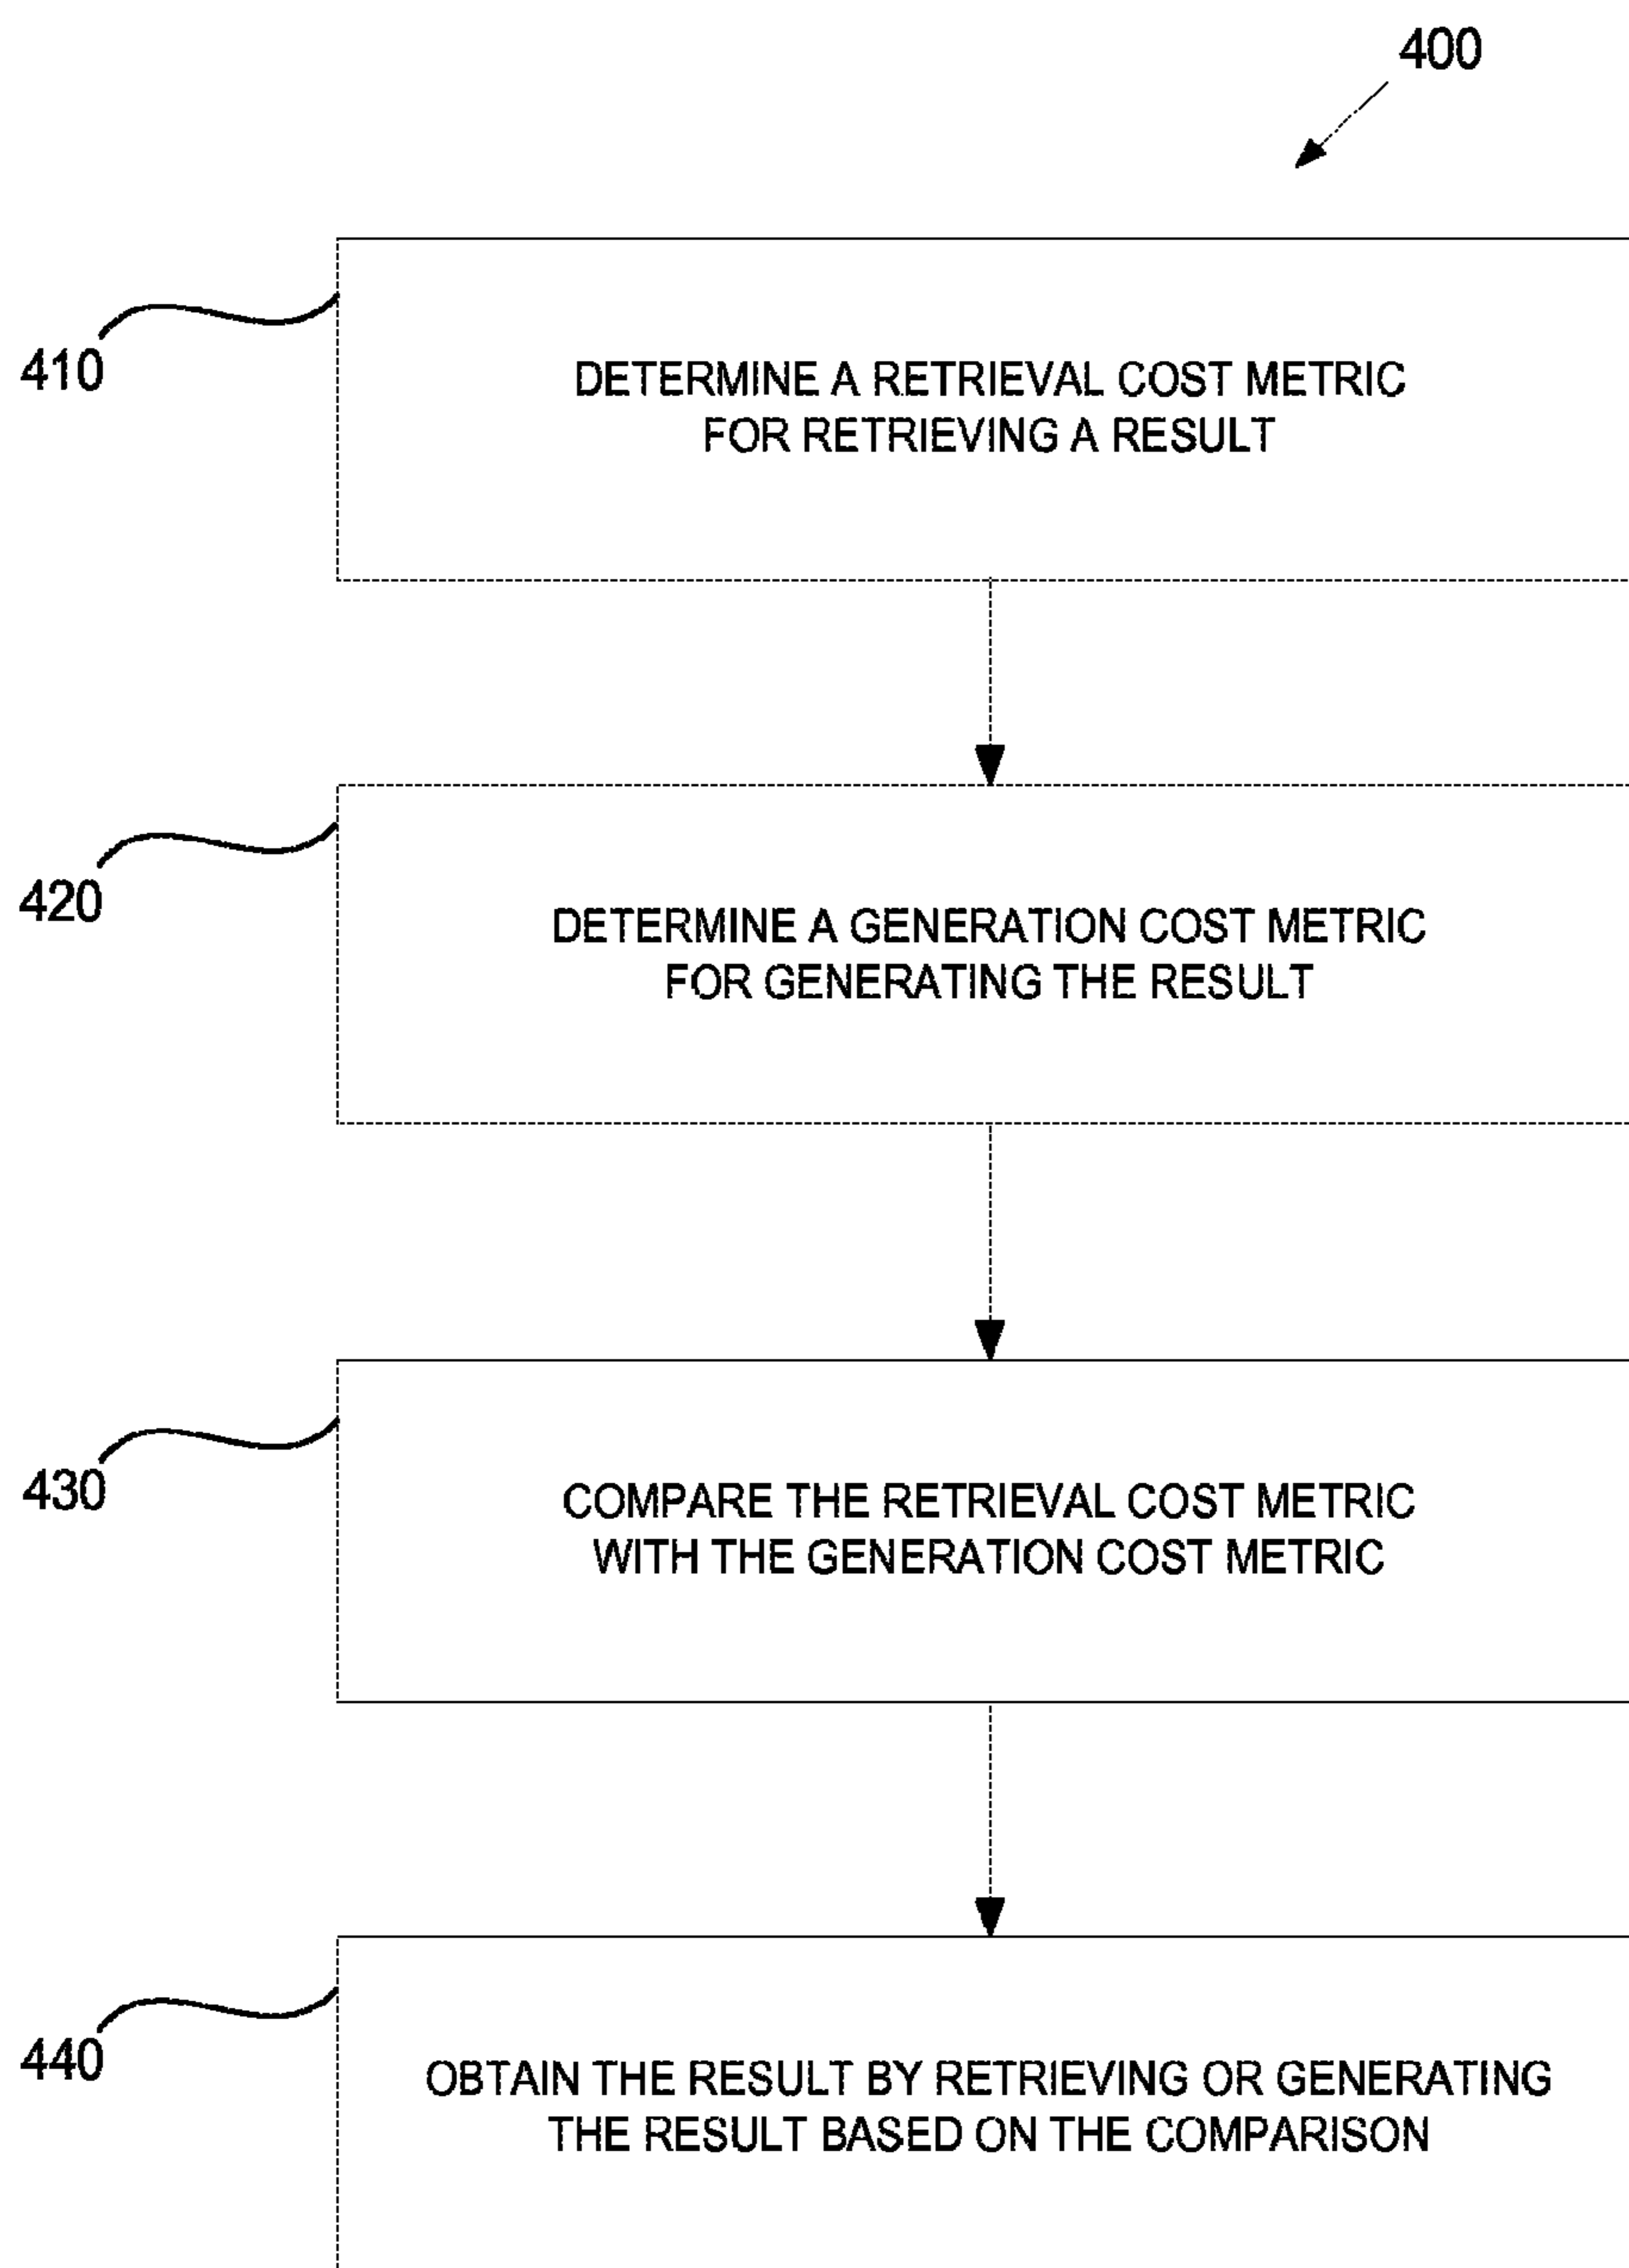 400
410
DETERMINE A RETRIEVAL COST METRIC
FOR RETRIEVING A RESULT
420
DETERMINE A GENERATION COST METRIC
FOR GENERATING THE RESULT
430
COMPARE THE RETRIEVAL COST METRIC
WITH THE GENERATION COST METRIC
440
OBTAIN THE RESULT BY RETRIEVING OR GENERATING
THE RESULT BASED ON THE COMPARISON